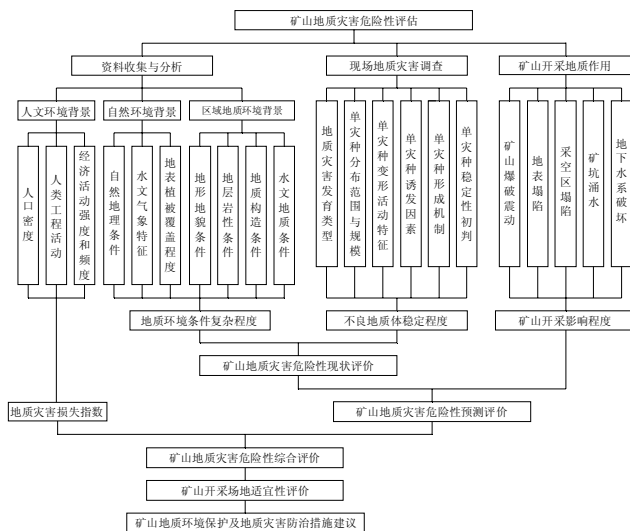 矿山地质灾害危险性评估
资料收集与分析
现场地质灾害调查
矿山开采地质作用
人文环境背景
自然环境背景
区域地质环境背景
人口密度
人类工程活动
经济活动强度和频度
自然地理条件
水文气象特征
地表植被覆盖程度
地形地貌条件
地层岩性条件
地质构造条件
水文地质条件
地质灾害发育类型
单灾种分布范围与规模
单灾种变形活动特征
单灾种诱发因素
单灾种形成机制
单灾种稳定性初判
矿山爆破震动
地表塌陷
采空区塌陷
矿坑涌水
地下水系破坏
地质环境条件复杂程度
不良地质体稳定程度
矿山开采影响程度
矿山地质灾害危险性现状评价
地质灾害损失指数
矿山地质灾害危险性预测评价
矿山地质灾害危险性综合评价
矿山开采场地适宜性评价
矿山地质环境保护及地质灾害防治措施建议